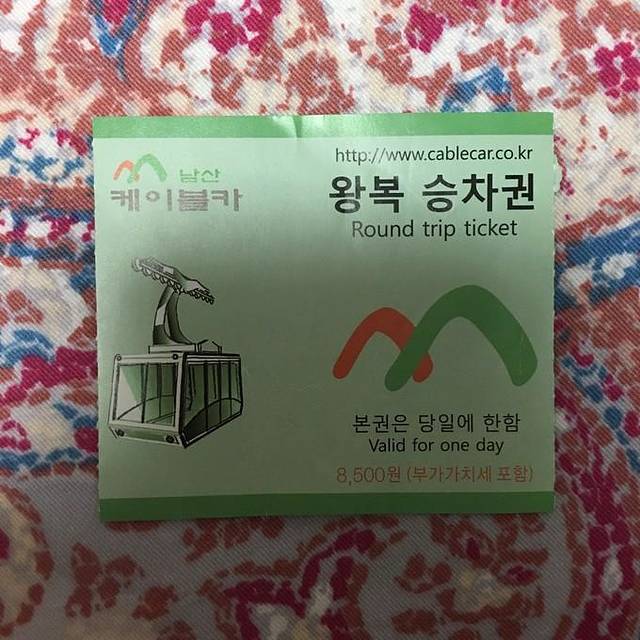 남산
케이블카
http://www.cablecar.co.kr
왕복 승차권
Round trip ticket
본권은 당일에 한함
Valid for one day
8,500원 (부가가치세 포함)